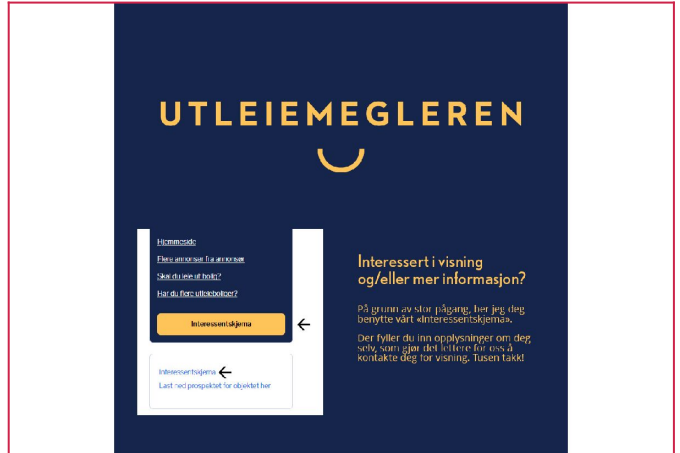 UTLEIEMEGLEREN
Hjemmeside
Flere annonser fra annonsør
Skal du leie ut bolig?
Har du flere utleieboliger?
Interessentskjema
Interessentskjema
Last ned prospektet for objektet her
Interessert i visning
og/eller mer informasjon?
På grunn av stor pågang, ber jeg deg
benytte vårt «Interessentskjema».
Der fyller du inn opplysninger om deg
selv, som gjør det lettere for oss å
kontakte deg for visning. Tusen takk!